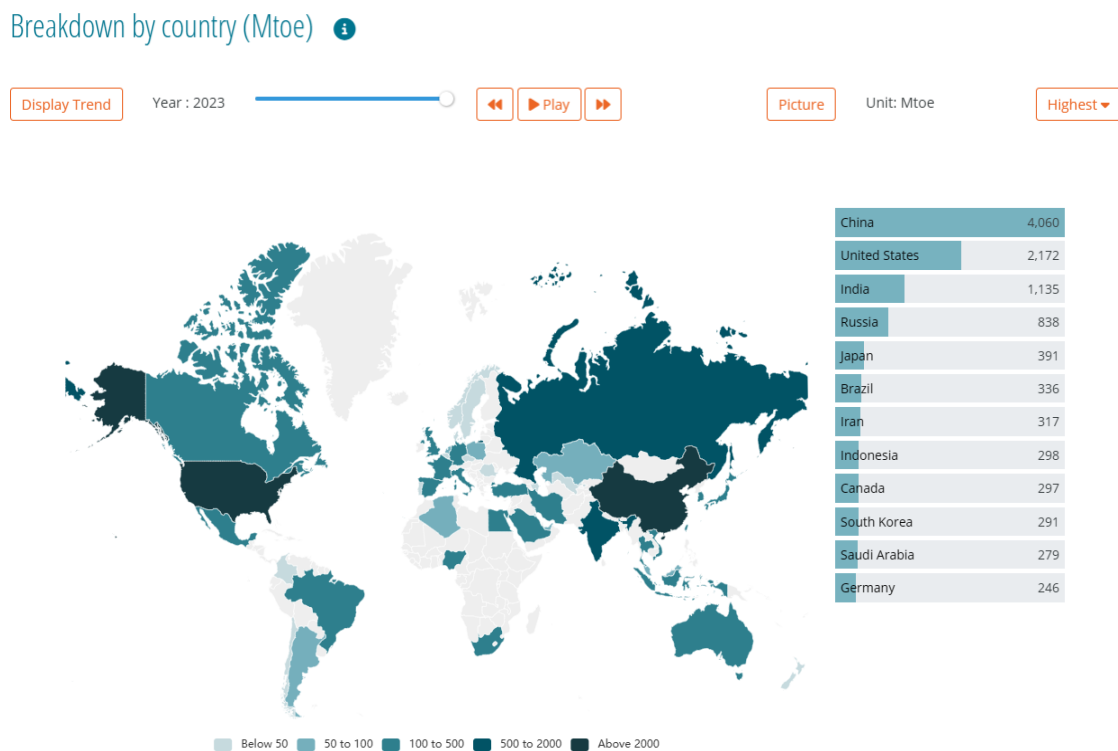 Breakdown by country (Mtoe)
Display Trend Year : 2023 Play Picture Unit: Mtoe Highest
China 4,060
United States 2,172
India 1,135
Russia 838
Japan 391
Brazil 336
Iran 317
Indonesia 298
Canada 297
South Korea 291
Saudi Arabia 279
Germany 246
Below 50 50 to 100 100 to 500 500 to 2000 Above 2000